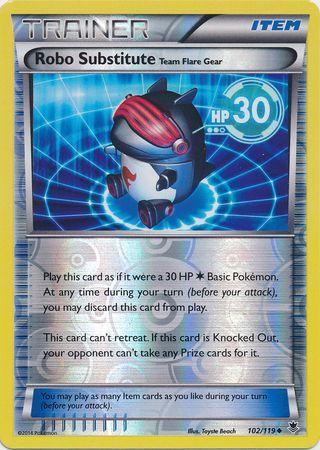 TRAINER ITEM
Robo Substitute Team Flare Gear
HP 30
Play this card as if it were a 30 HP Basic Pokémon.
At any time during your turn (before your attack),
you may discard this card from play.
This card can't retreat. If this card is Knocked Out,
your opponent can't take any Prize cards for it.
You may play as many Item cards as you like during your turn
(before your attack).
©2014 Pokémon Illus. Toyste Beach 102/119